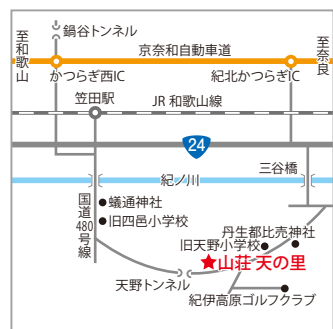 鍋谷トンネル
至和歌山
京奈和自動車道
至奈良
かつらぎ西IC
紀北かつらぎIC
笠田駅
JR 和歌山線
24
三谷橋
紀ノ川
国道480号線
蟻通神社
旧四邑小学校
丹生都比売神社
旧天野小学校
★山荘 天の里
天野トンネル
紀伊高原ゴルフクラブ